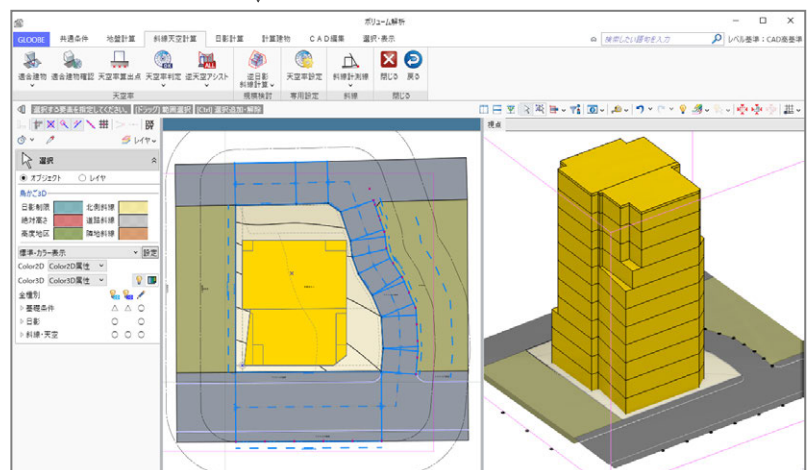 ボリューム解析
GLOOBE 共通条件 地盤計算 斜線天空計算 日影計算 計算建物 CAD編集 選択・表示 検索したい語句を入力 レベル基準：CAD高基準
適合建物 適合建物確認 天空率算出点 天空率判定 逆天空アシスト 逆日影斜線計算 天空率設定 斜線計測線 閉じる 戻る
天空率 規模検討 専用設定 斜線 閉じる
選択する要素を指定してください。 [ドラッグ] 範囲選択 [Ctrl] 選択追加・解除
視点
レイヤ
選択
オブジェクト レイヤ
鳥かご3D
日影制限 北側斜線
絶対高さ 道路斜線
高度地区 隣地斜線
標準・カラー表示 設定
Color2D Color2D属性
Color3D Color3D属性
全種別
基礎条件
日影
斜線・天空